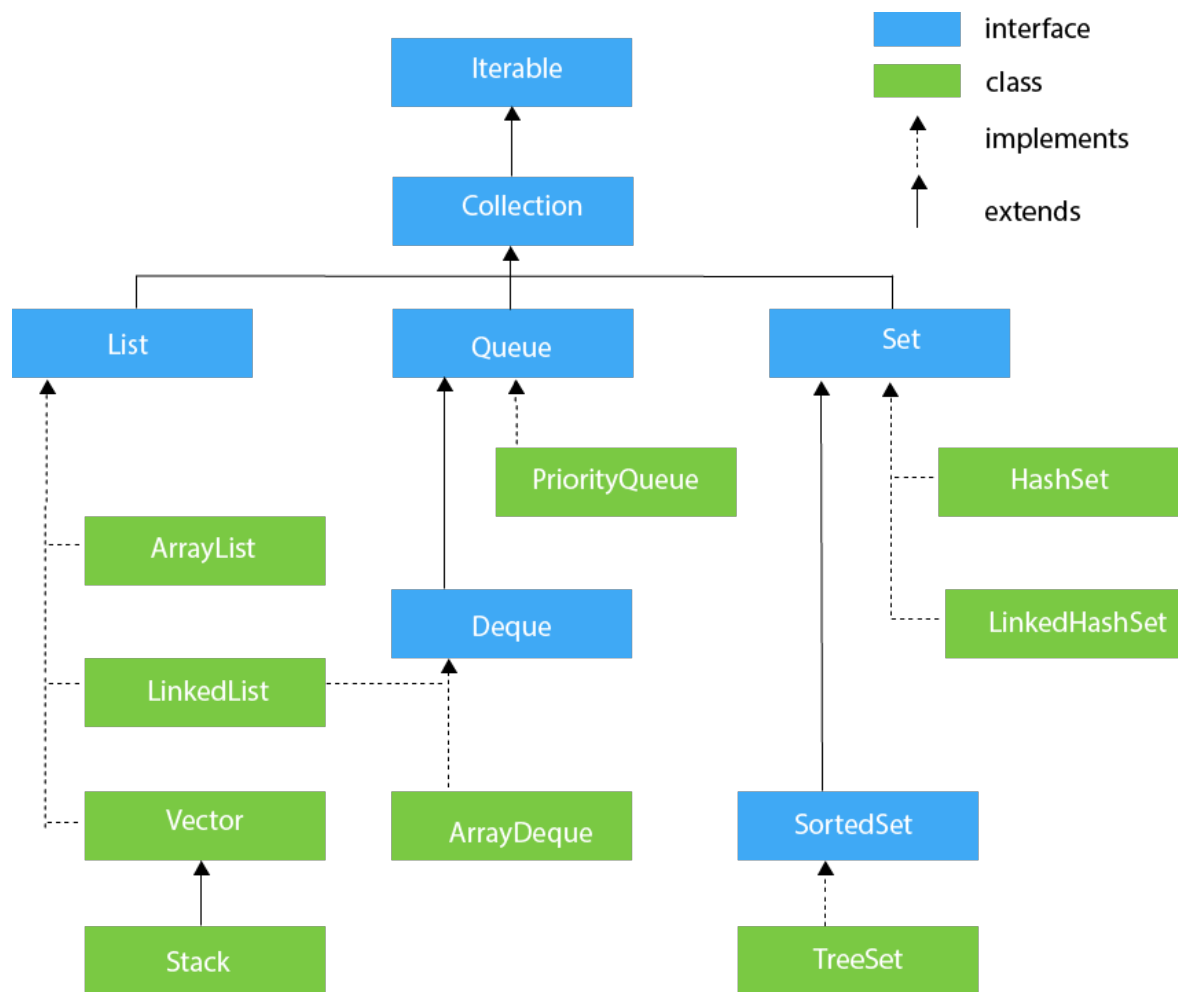 interface
Iterable
class
implements
Collection
extends
List
Queue
Set
PriorityQueue
HashSet
ArrayList
Deque
LinkedHashSet
LinkedList
Vector
ArrayDeque
SortedSet
Stack
TreeSet